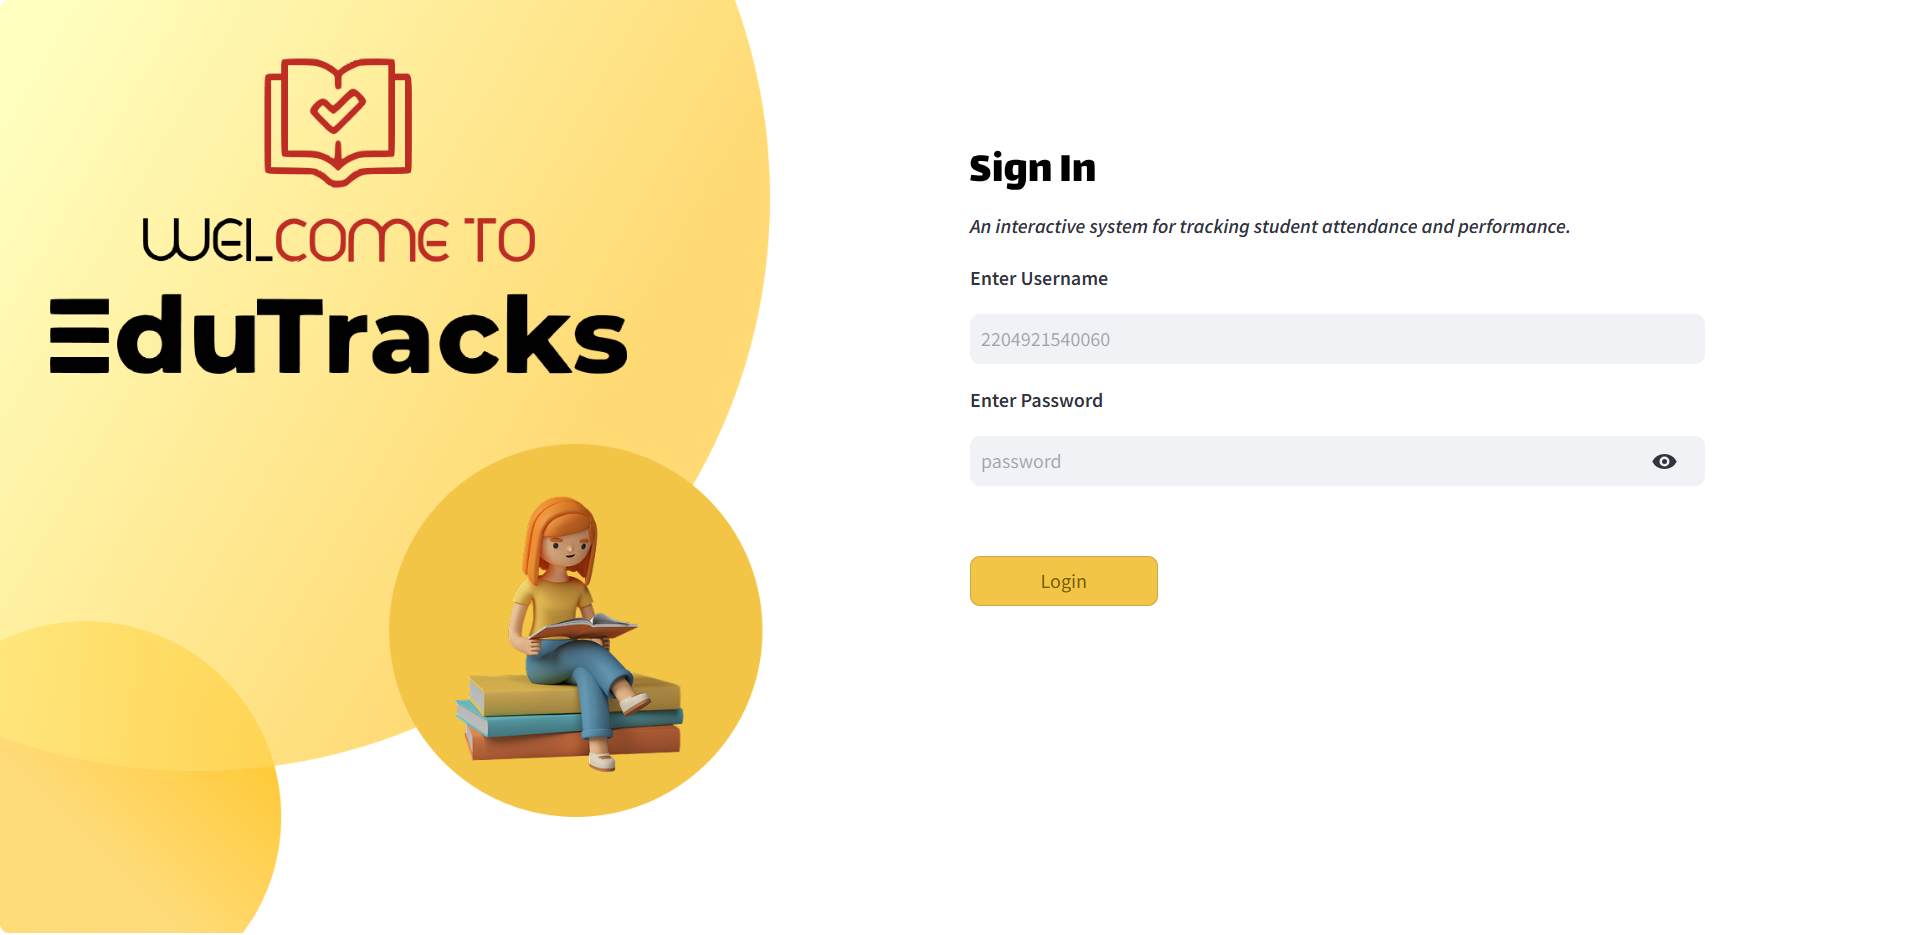 WELCOME TO
EduTracks
Sign In
An interactive system for tracking student attendance and performance.
Enter Username
2204921540060
Enter Password
password
Login